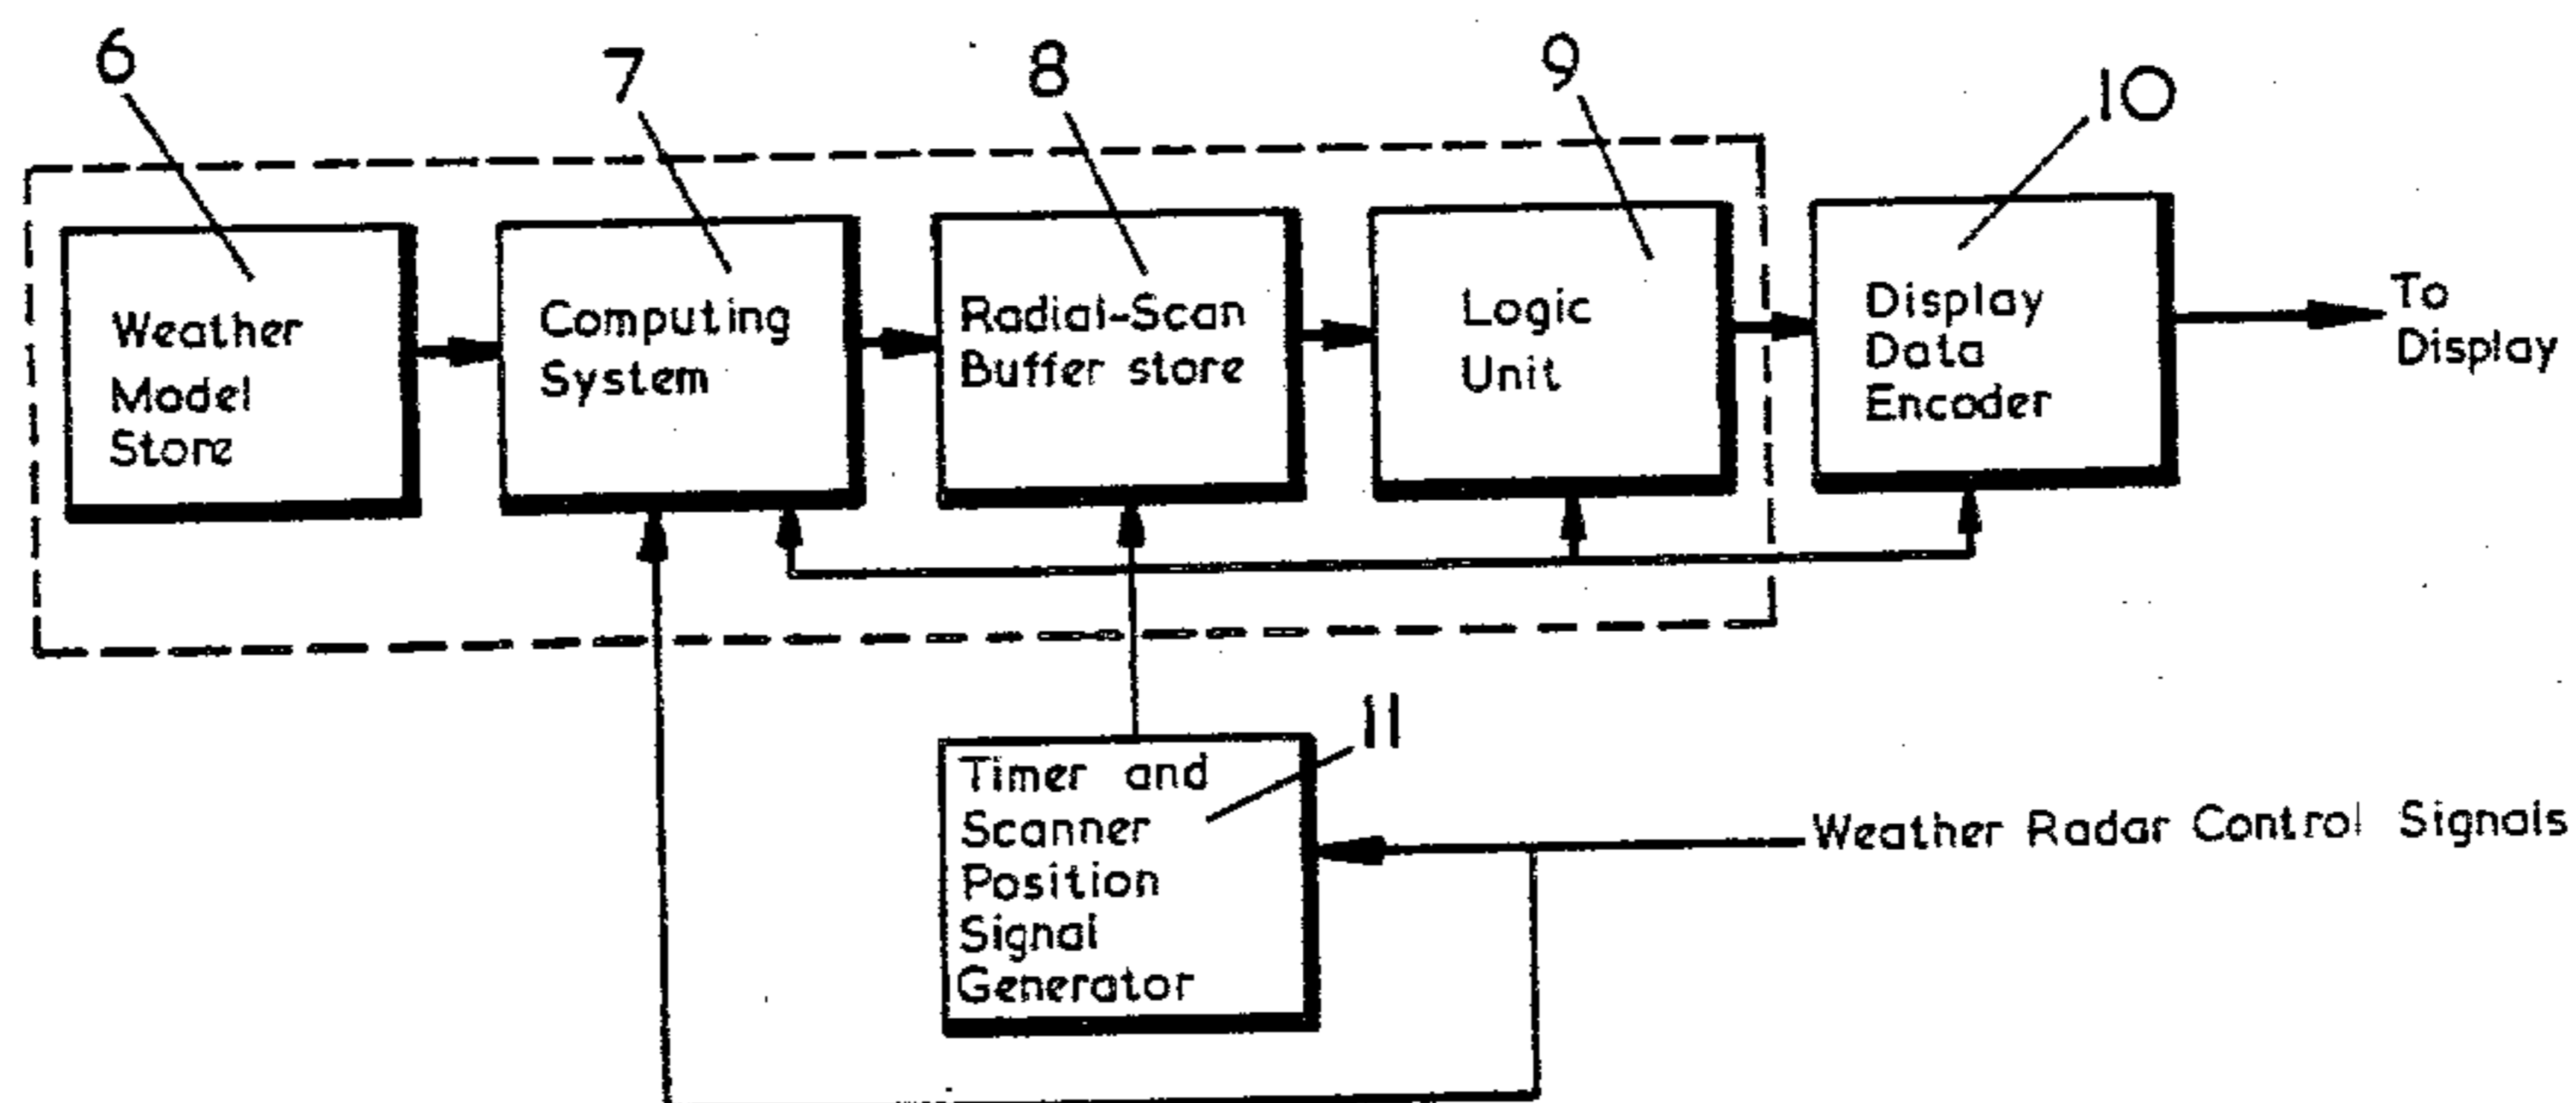 6
7
8
9
10
Weather
Model
Store
Computing
System
Radial-Scan
Buffer store
Logic
Unit
Display
Data
Encoder
To
Display
11
Timer and
Scanner
Position
Signal
Generator
Weather Radar Control Signals